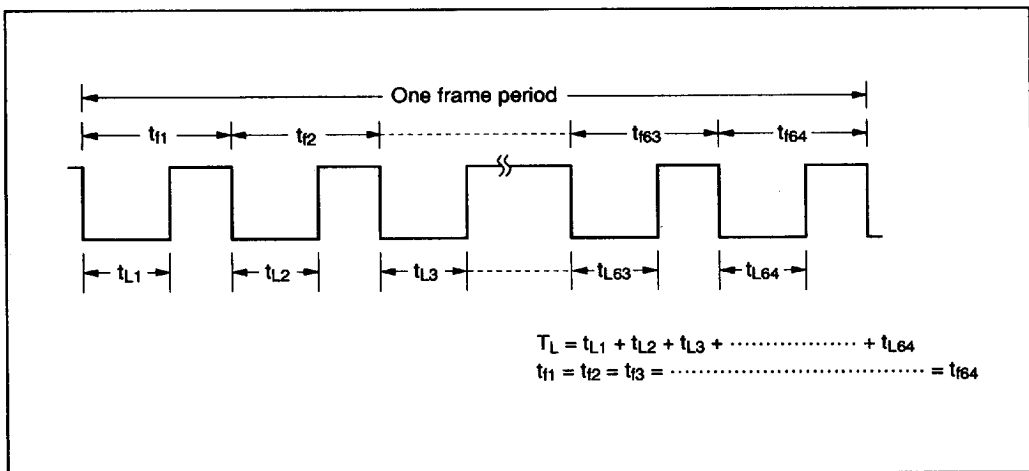 One frame period
tf1 tf2 tf63 tf64
tL1 tL2 tL3 tL63 tL64
TL = tL1 + tL2 + tL3 + ·················· + tL64
tf1 = tf2 = tf3 = ···································· = tf64